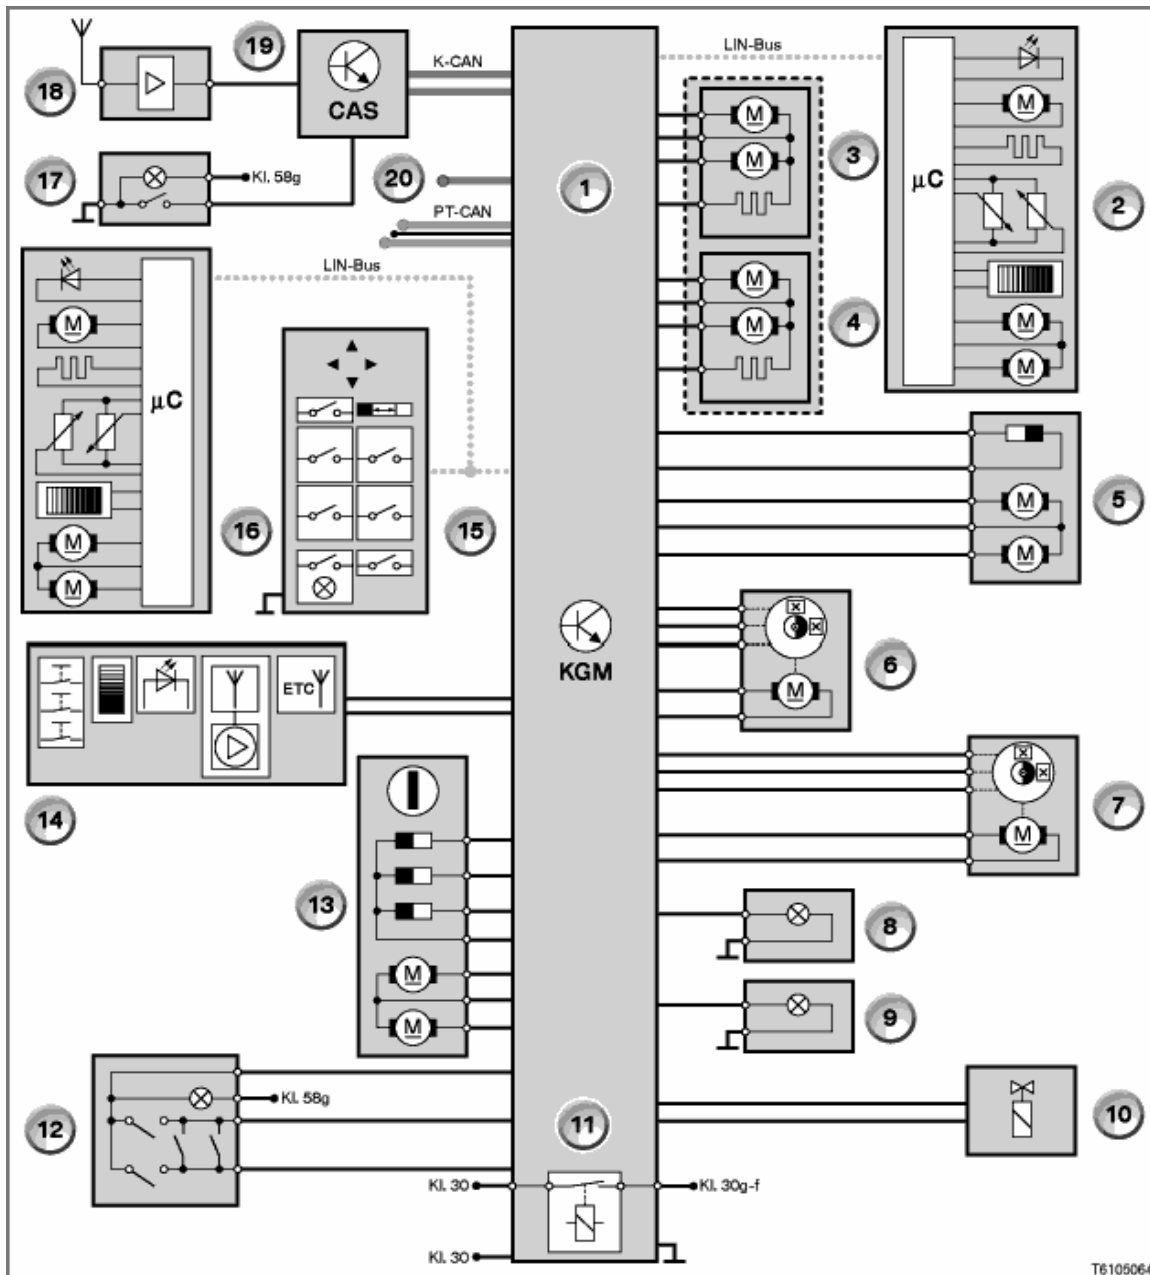 19
K-CAN
LIN-Bus
18
CAS
M
M
3
M
17
Kl. 58g
20
1
M
µC
2
PT-CAN
LIN-Bus
M
M
4
M
M
µC
M
5
M
M
16
15
M
M
KGM
6
M
ETC
14
7
M
13
8
M
M
9
Kl. 58g
12
11
10
Kl. 30
Kl. 30g-f
Kl. 30
T6105064